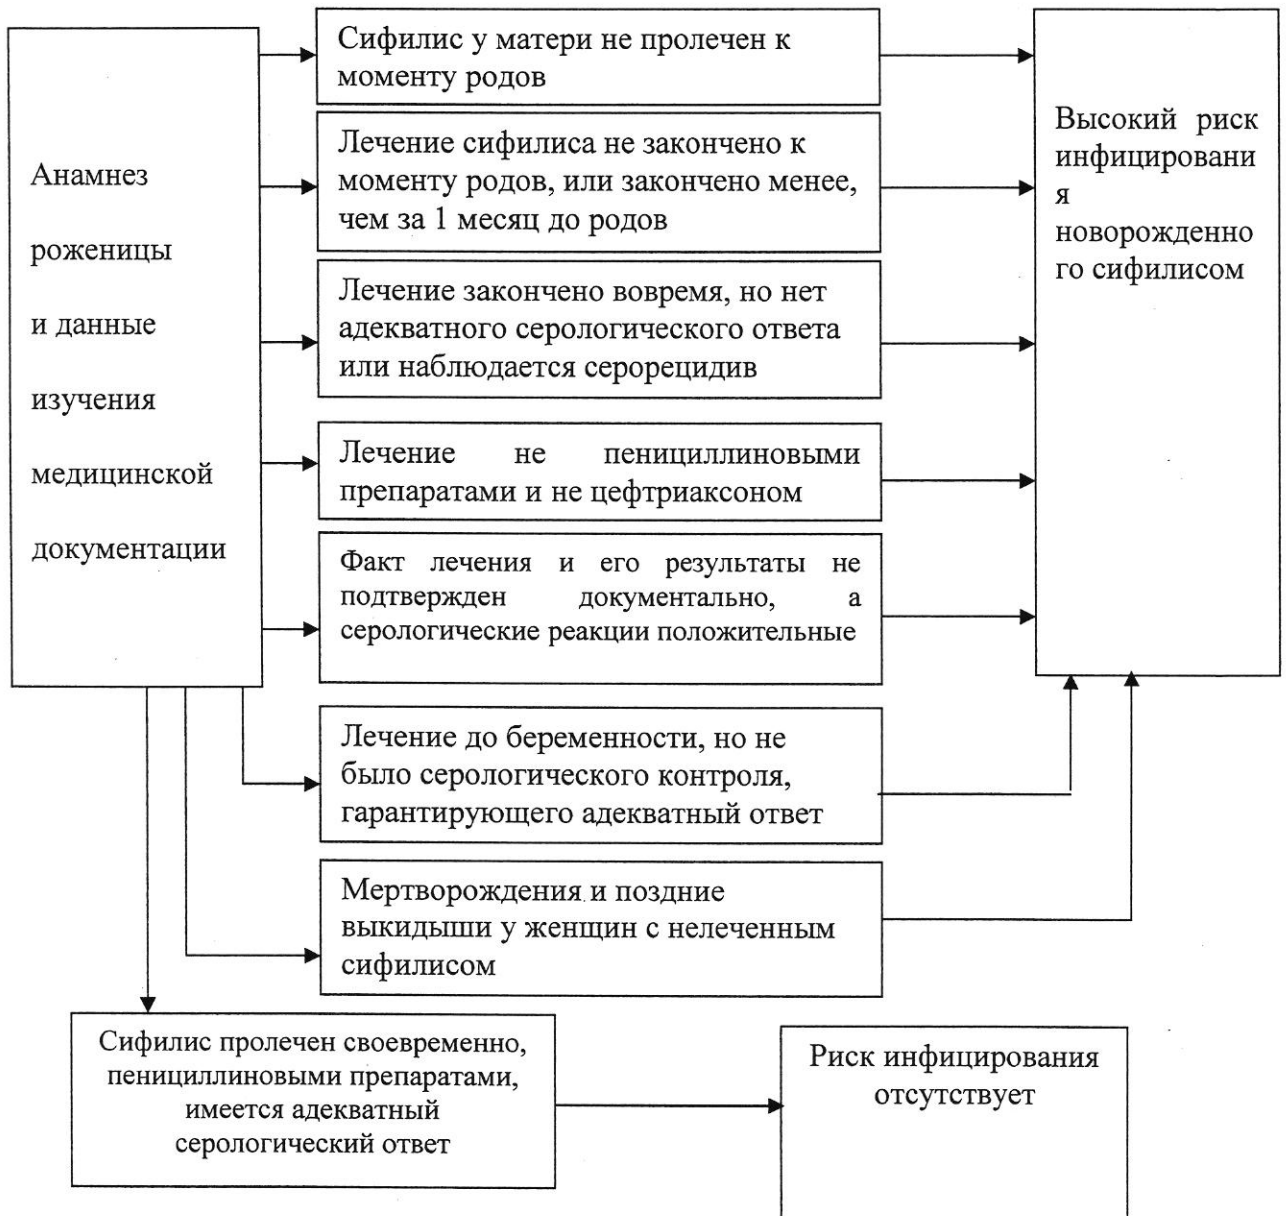 Анамнез
роженицы
и данные
изучения
медицинской
документации
Сифилис у матери не пролечен к
моменту родов
Лечение сифилиса не закончено к
моменту родов, или закончено менее,
чем за 1 месяц до родов
Лечение закончено вовремя, но нет
адекватного серологического ответа
или наблюдается серорецидив
Лечение не пенициллиновыми
препаратами и не цефтриаксоном
Факт лечения и его результаты не
подтвержден документально, а
серологические реакции положительные
Лечение до беременности, но не
было серологического контроля,
гарантирующего адекватный ответ
Мертворождения и поздние
выкидыши у женщин с нелеченным
сифилисом
Высокий риск
инфицировани
я
новорожденно
го сифилисом
Сифилис пролечен своевременно,
пенициллиновыми препаратами,
имеется адекватный
серологический ответ
Риск инфицирования
отсутствует